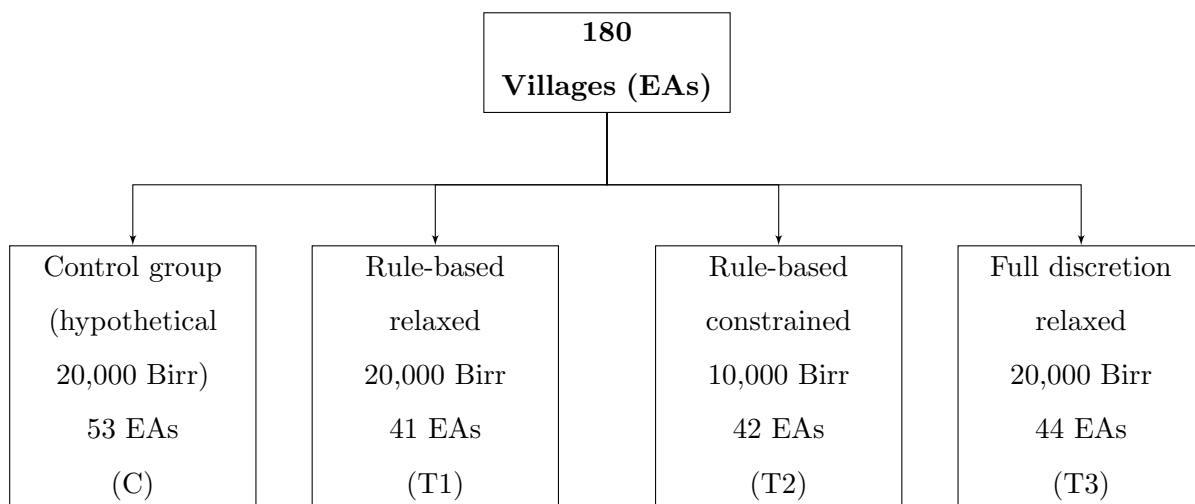 180
Villages (EAs)
Control group
(hypothetical
20,000 Birr)
53 EAs
(C)
Rule-based
relaxed
20,000 Birr
41 EAs
(T1)
Rule-based
constrained
10,000 Birr
42 EAs
(T2)
Full discretion
relaxed
20,000 Birr
44 EAs
(T3)